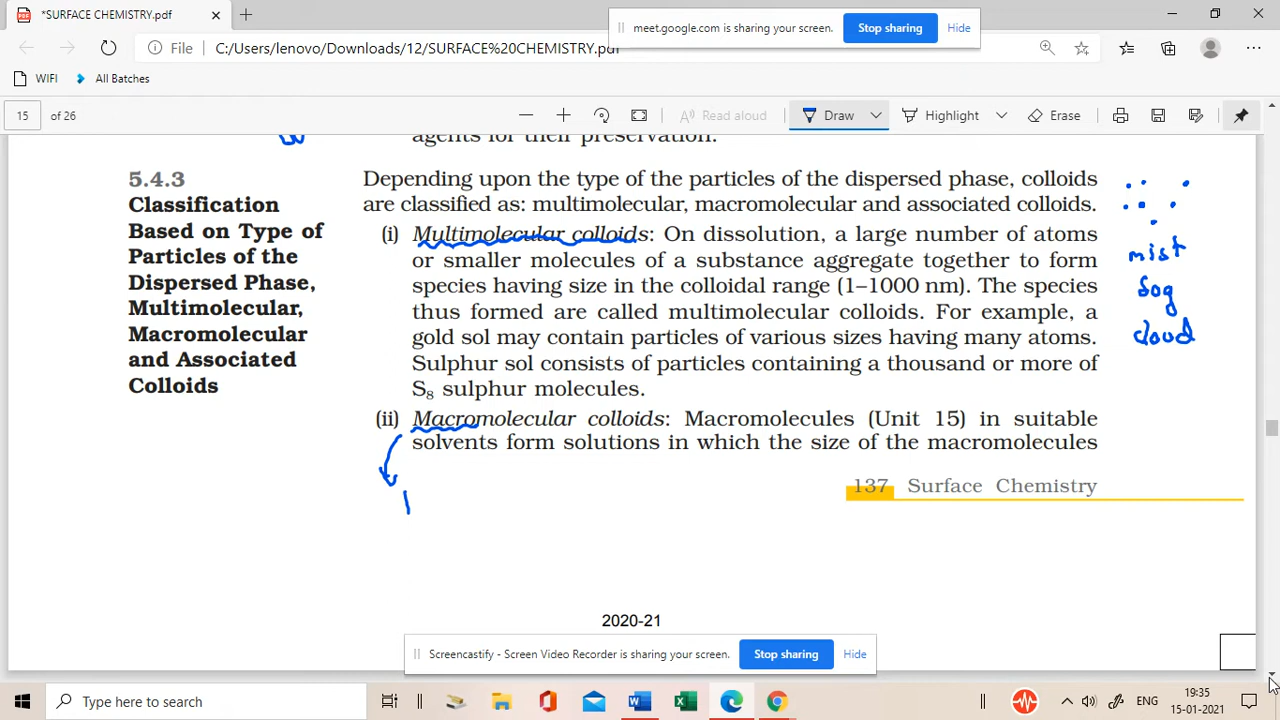 *SURFACE CHEMISTRY.pdf
meet.google.com is sharing your screen.
Stop sharing
Hide
File
C:/Users/lenovo/Downloads/12/SURFACE%20CHEMISTRY.pdf
WIFI
All Batches
15 of 26
Read aloud
Draw
Highlight
Erase
agents for their preservation.
5.4.3
Classification
Based on Type of
Particles of the
Dispersed Phase,
Multimolecular,
Macromolecular
and Associated
Colloids
Depending upon the type of the particles of the dispersed phase, colloids
are classified as: multimolecular, macromolecular and associated colloids.
(i) Multimolecular colloids: On dissolution, a large number of atoms
or smaller molecules of a substance aggregate together to form
species having size in the colloidal range (1–1000 nm). The species
thus formed are called multimolecular colloids. For example, a
gold sol may contain particles of various sizes having many atoms.
Sulphur sol consists of particles containing a thousand or more of
S₈ sulphur molecules.
(ii) Macromolecular colloids: Macromolecules (Unit 15) in suitable
solvents form solutions in which the size of the macromolecules
mist
fog
cloud
137 Surface Chemistry
2020-21
Screencastify - Screen Video Recorder is sharing your screen.
Stop sharing
Hide
Type here to search
ENG
19:35
15-01-2021